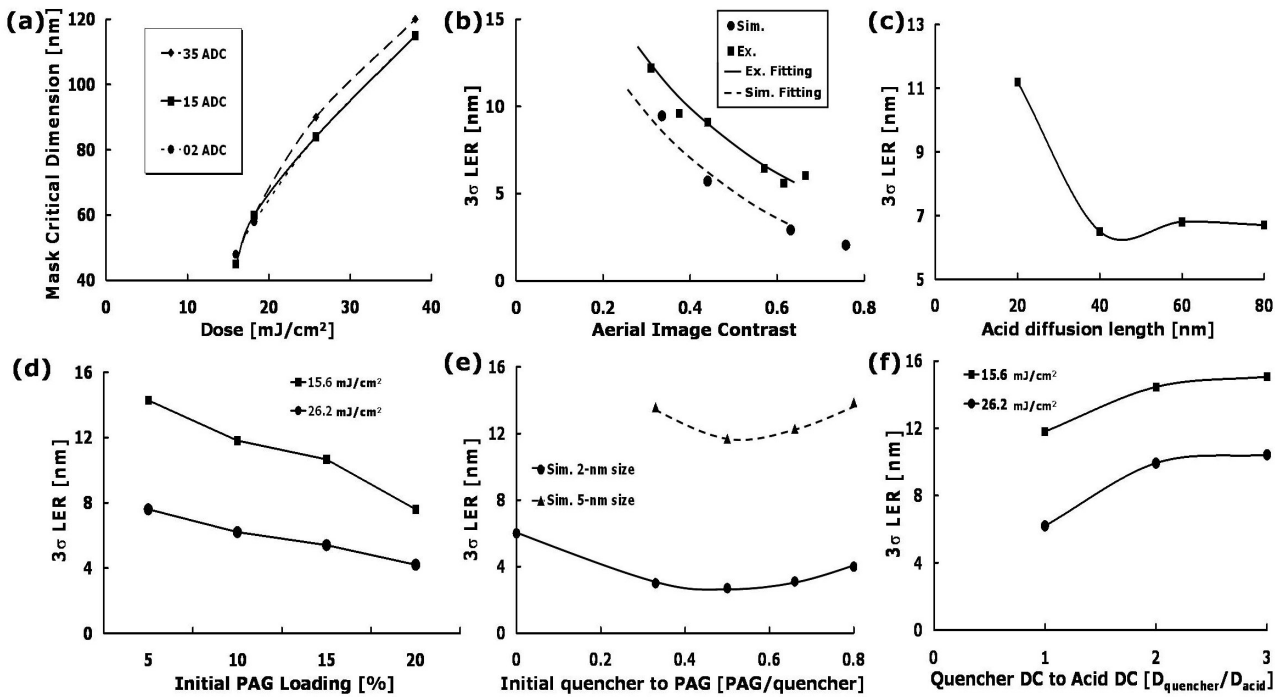 (a)
Mask Critical Dimension [nm]
120
100
80
60
40
35 ADC
15 ADC
02 ADC
0
10
20
30
40
Dose [mJ/cm²]
(b)
3σ LER [nm]
15
10
5
0
Sim.
Ex.
Ex. Fitting
Sim. Fitting
0
0.2
0.4
0.6
0.8
Aerial Image Contrast
(c)
3σ LER [nm]
13
11
9
7
5
0
20
40
60
80
Acid diffusion length [nm]
(d)
3σ LER [nm]
16
12
8
4
0
15.6 mJ/cm²
26.2 mJ/cm²
5
10
15
20
Initial PAG Loading [%]
(e)
3σ LER [nm]
16
12
8
4
0
Sim. 2-nm size
Sim. 5-nm size
0
0.2
0.4
0.6
0.8
Initial quencher to PAG [PAG/quencher]
(f)
3σ LER [nm]
16
12
8
4
0
15.6 mJ/cm²
26.2 mJ/cm²
0
1
2
3
Quencher DC to Acid DC [Dquencher/Dacid]